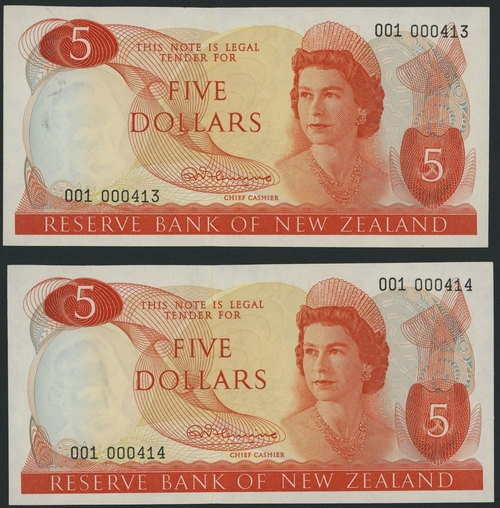 001 000413
5
THIS NOTE IS LEGAL
TENDER FOR
FIVE
DOLLARS
5
001 000413
CHIEF CASHIER
RESERVE BANK OF NEW ZEALAND
001 000414
5
THIS NOTE IS LEGAL
TENDER FOR
FIVE
DOLLARS
5
001 000414
CHIEF CASHIER
RESERVE BANK OF NEW ZEALAND